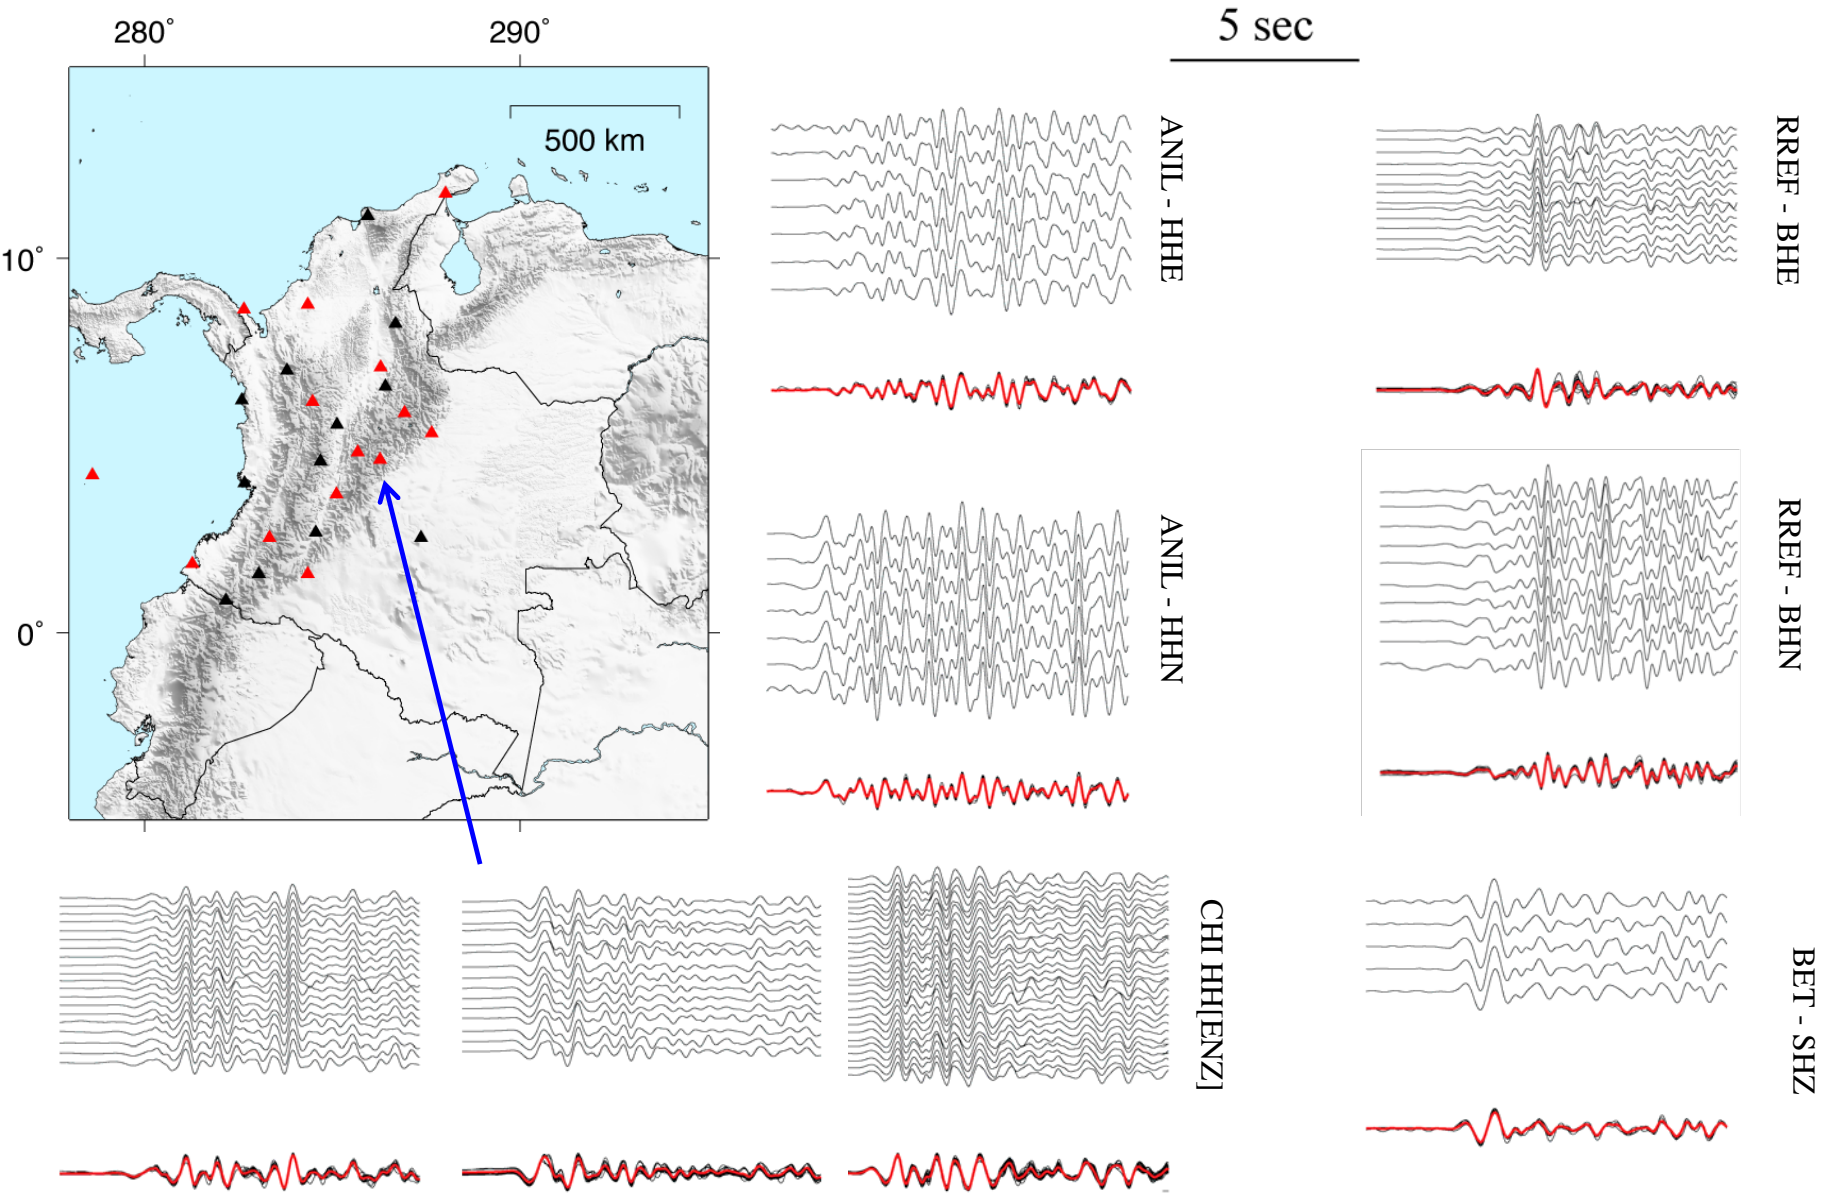 280°
290°
5 sec
500 km
10°
0°
ANIL - HHE
RREF - BHE
ANIL - HHN
RREF - BHN
CHI HH[ENZ]
BET - SHZ